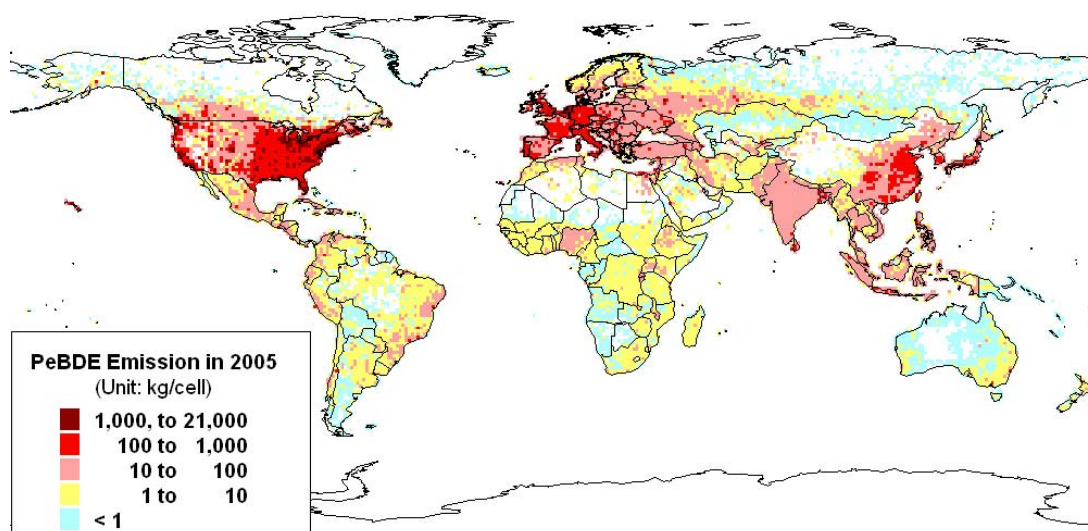 PeBDE Emission in 2005
(Unit: kg/cell)
1,000, to 21,000
100 to 1,000
10 to 100
1 to 10
< 1